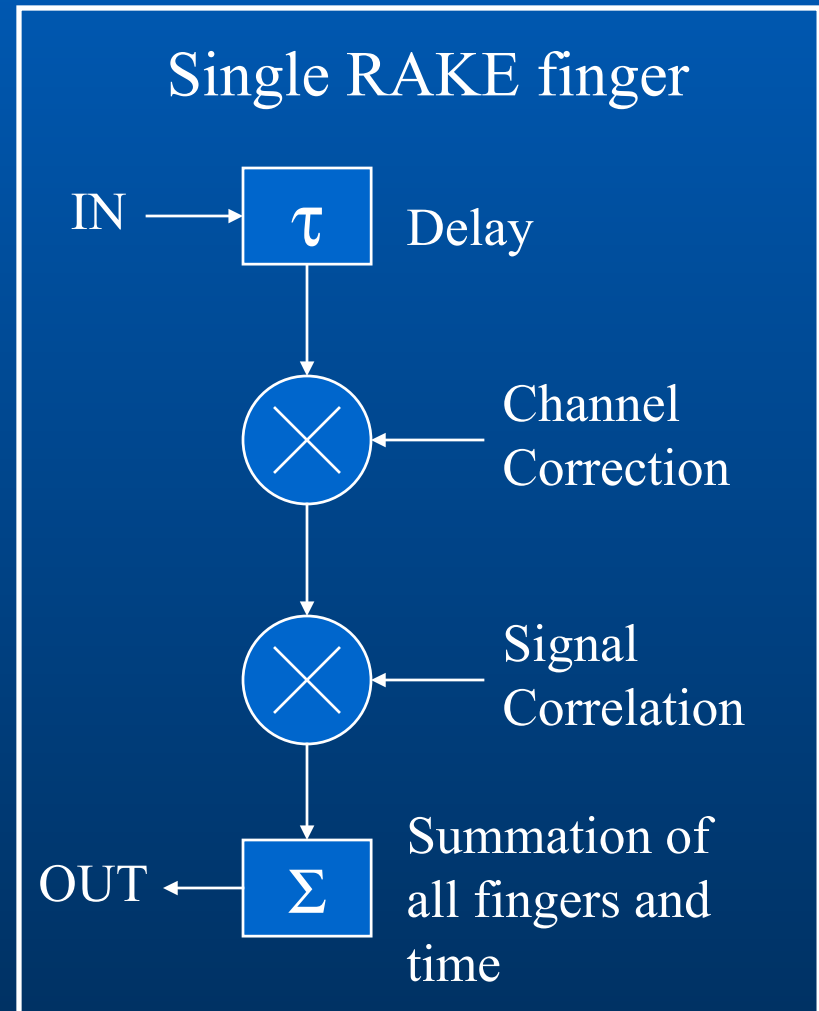 Single RAKE finger
IN
τ
Delay
Channel
Correction
Signal
Correlation
Summation of
all fingers and
time
Σ
OUT